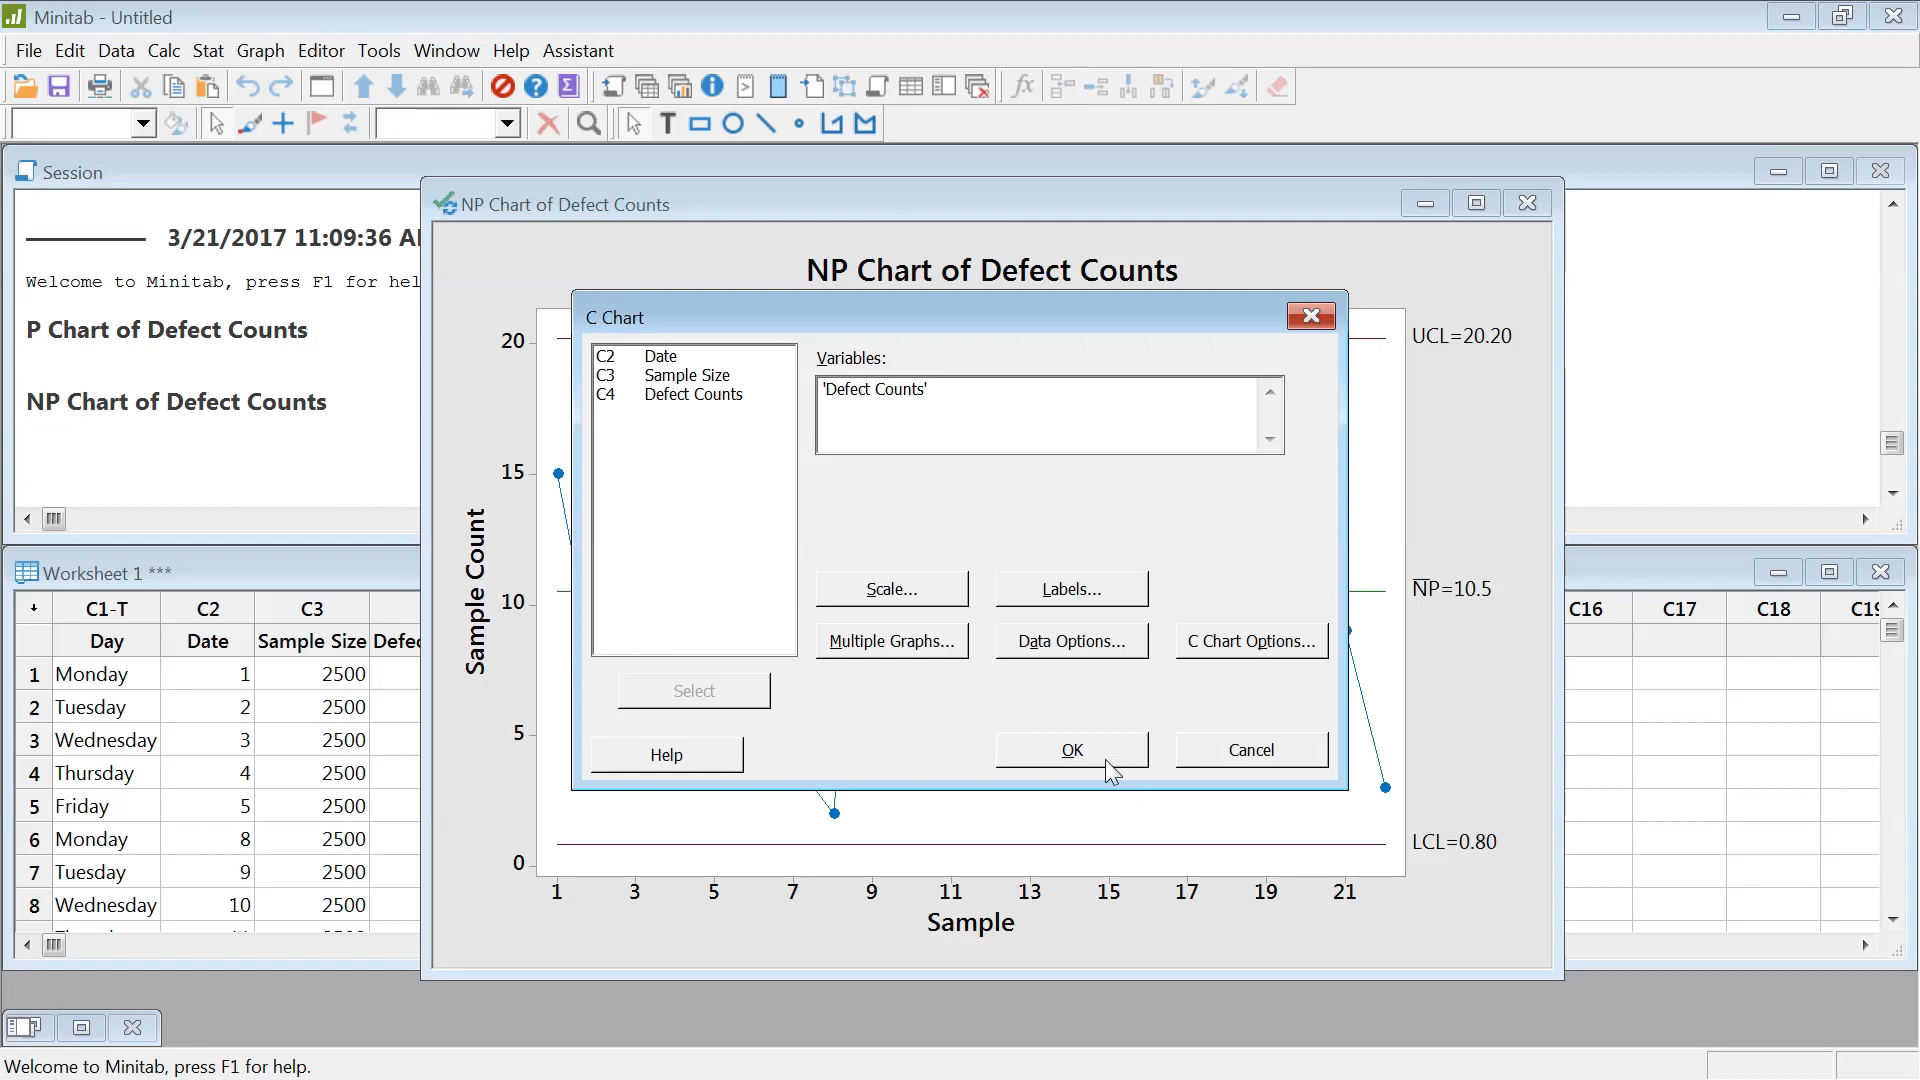 Minitab - Untitled
File Edit Data Calc Stat Graph Editor Tools Window Help Assistant
Session
3/21/2017 11:09:36 A
Welcome to Minitab, press F1 for hel
P Chart of Defect Counts
NP Chart of Defect Counts
NP Chart of Defect Counts
NP Chart of Defect Counts
20
15
10
5
0
Sample Count
1 3 5 7 9 11 13 15 17 19 21
Sample
UCL=20.20
N̅P̅=10.5
LCL=0.80
C Chart
C2 Date
C3 Sample Size
C4 Defect Counts
Variables:
'Defect Counts'
Scale... Labels...
Multiple Graphs... Data Options... C Chart Options...
Select
Help OK Cancel
Worksheet 1 ***
C1-T C2 C3 C16 C17 C18 C19
Day Date Sample Size Defec
1 Monday 1 2500
2 Tuesday 2 2500
3 Wednesday 3 2500
4 Thursday 4 2500
5 Friday 5 2500
6 Monday 8 2500
7 Tuesday 9 2500
8 Wednesday 10 2500
Welcome to Minitab, press F1 for help.